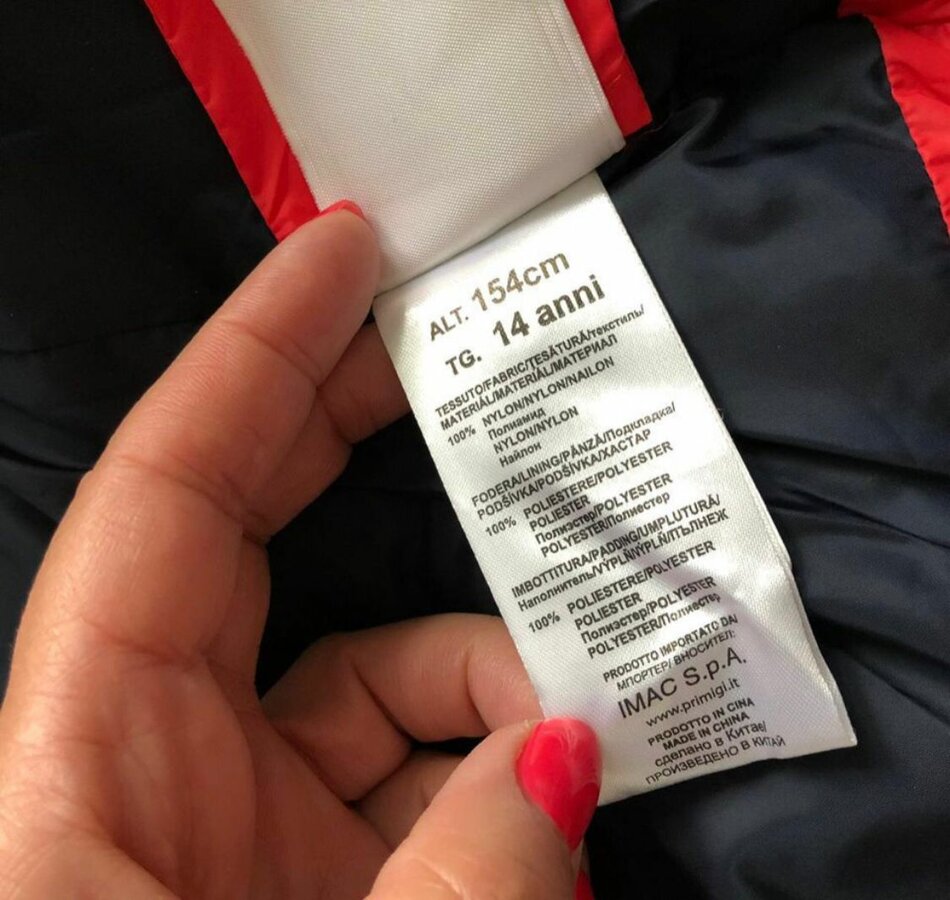 ALT. 154cm
TG. 14 anni
TESSUTO/FABRIC/ŢESĂTURĂ/текстиль/
MATERIÁL/MATERIÁL/МАТЕРИАЛ
100% NYLON/NYLON/NAILON
Полиамид
NYLON/NYLON
Найлон
FODERA/LINING/PÂNZĂ/Подкладка/
PODŠÍVKA/PODŠÍVKA/ХАСТАР
100% POLIESTERE/POLYESTER
POLIESTER
Полиэстер/POLYESTER
POLYESTER/Полиестер
IMBOTTITURA/PADDING/UMPLUTURĂ/
Наполнитель/VÝPLŇ/VÝPLŇ/ПЪЛНЕЖ
100% POLIESTERE/POLYESTER
POLIESTER
Полиэстер/POLYESTER
POLYESTER/Полиестер
PRODOTTO IMPORTATO DA/
МПОРТЕР/ ВНОСИТЕЛ:
IMAC S.p.A.
www.primigi.it
PRODOTTO IN CINA
MADE IN CHINA
сделано в Китае/
ПРОИЗВЕДЕНО В КИТАЙ